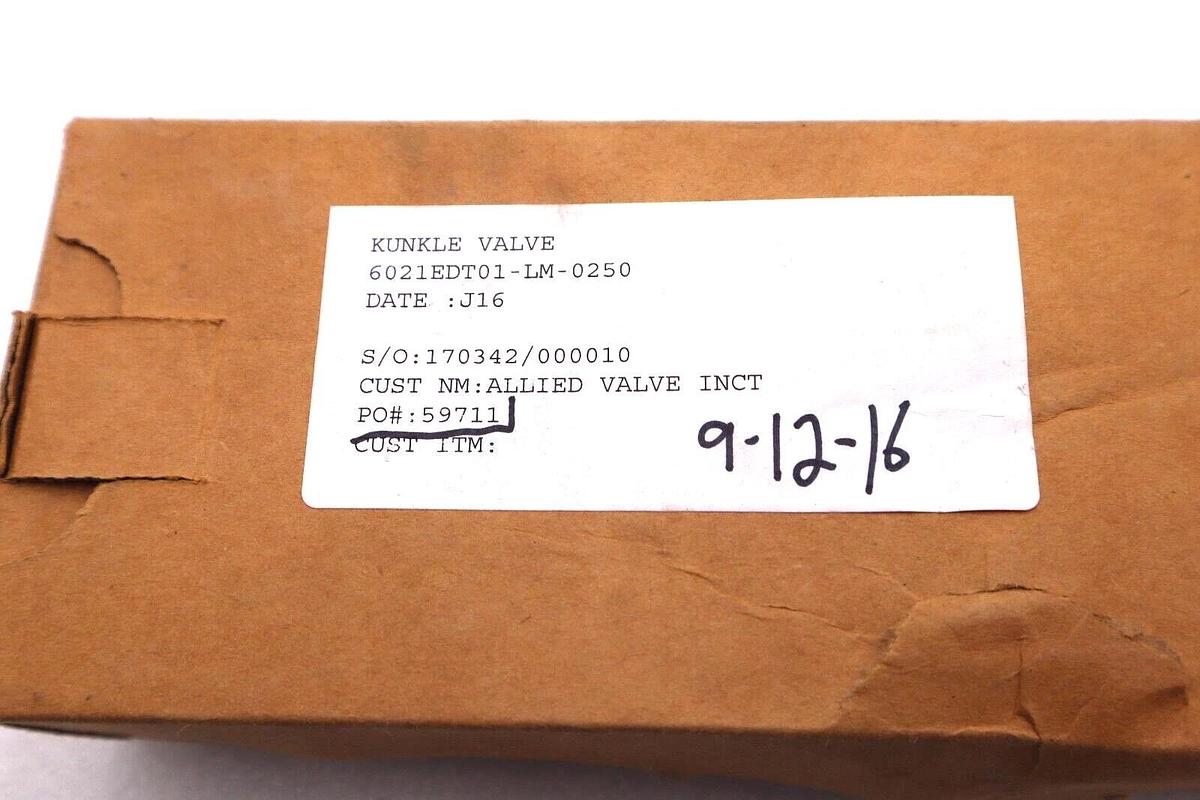 KUNKLE VALVE
6021EDT01-LM-0250
DATE :J16
S/O:170342/000010
CUST NM:ALLIED VALVE INCT
PO#:59711
CUST ITM:
9-12-16